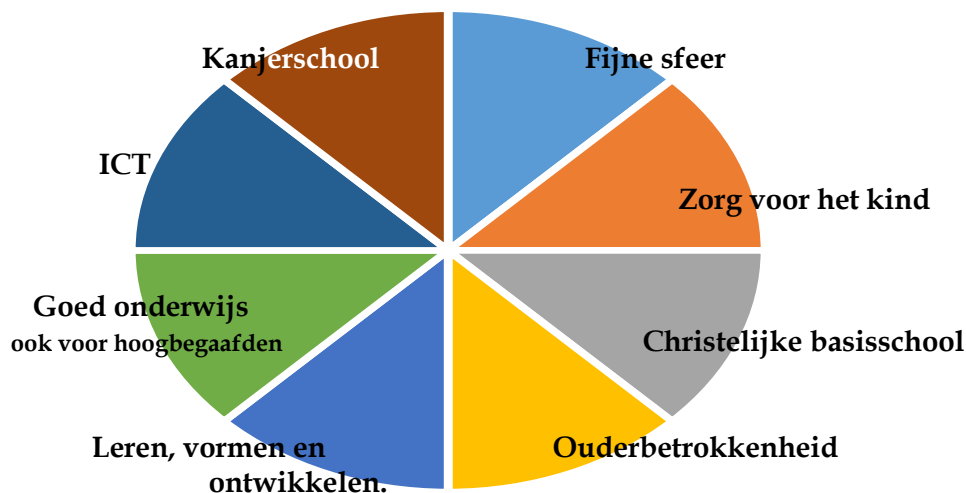 Kanjerschool
Fijne sfeer
ICT
Zorg voor het kind
Goed onderwijs
ook voor hoogbegaafden
Christelijke basisschool
Leren, vormen en
ontwikkelen.
Ouderbetrokkenheid